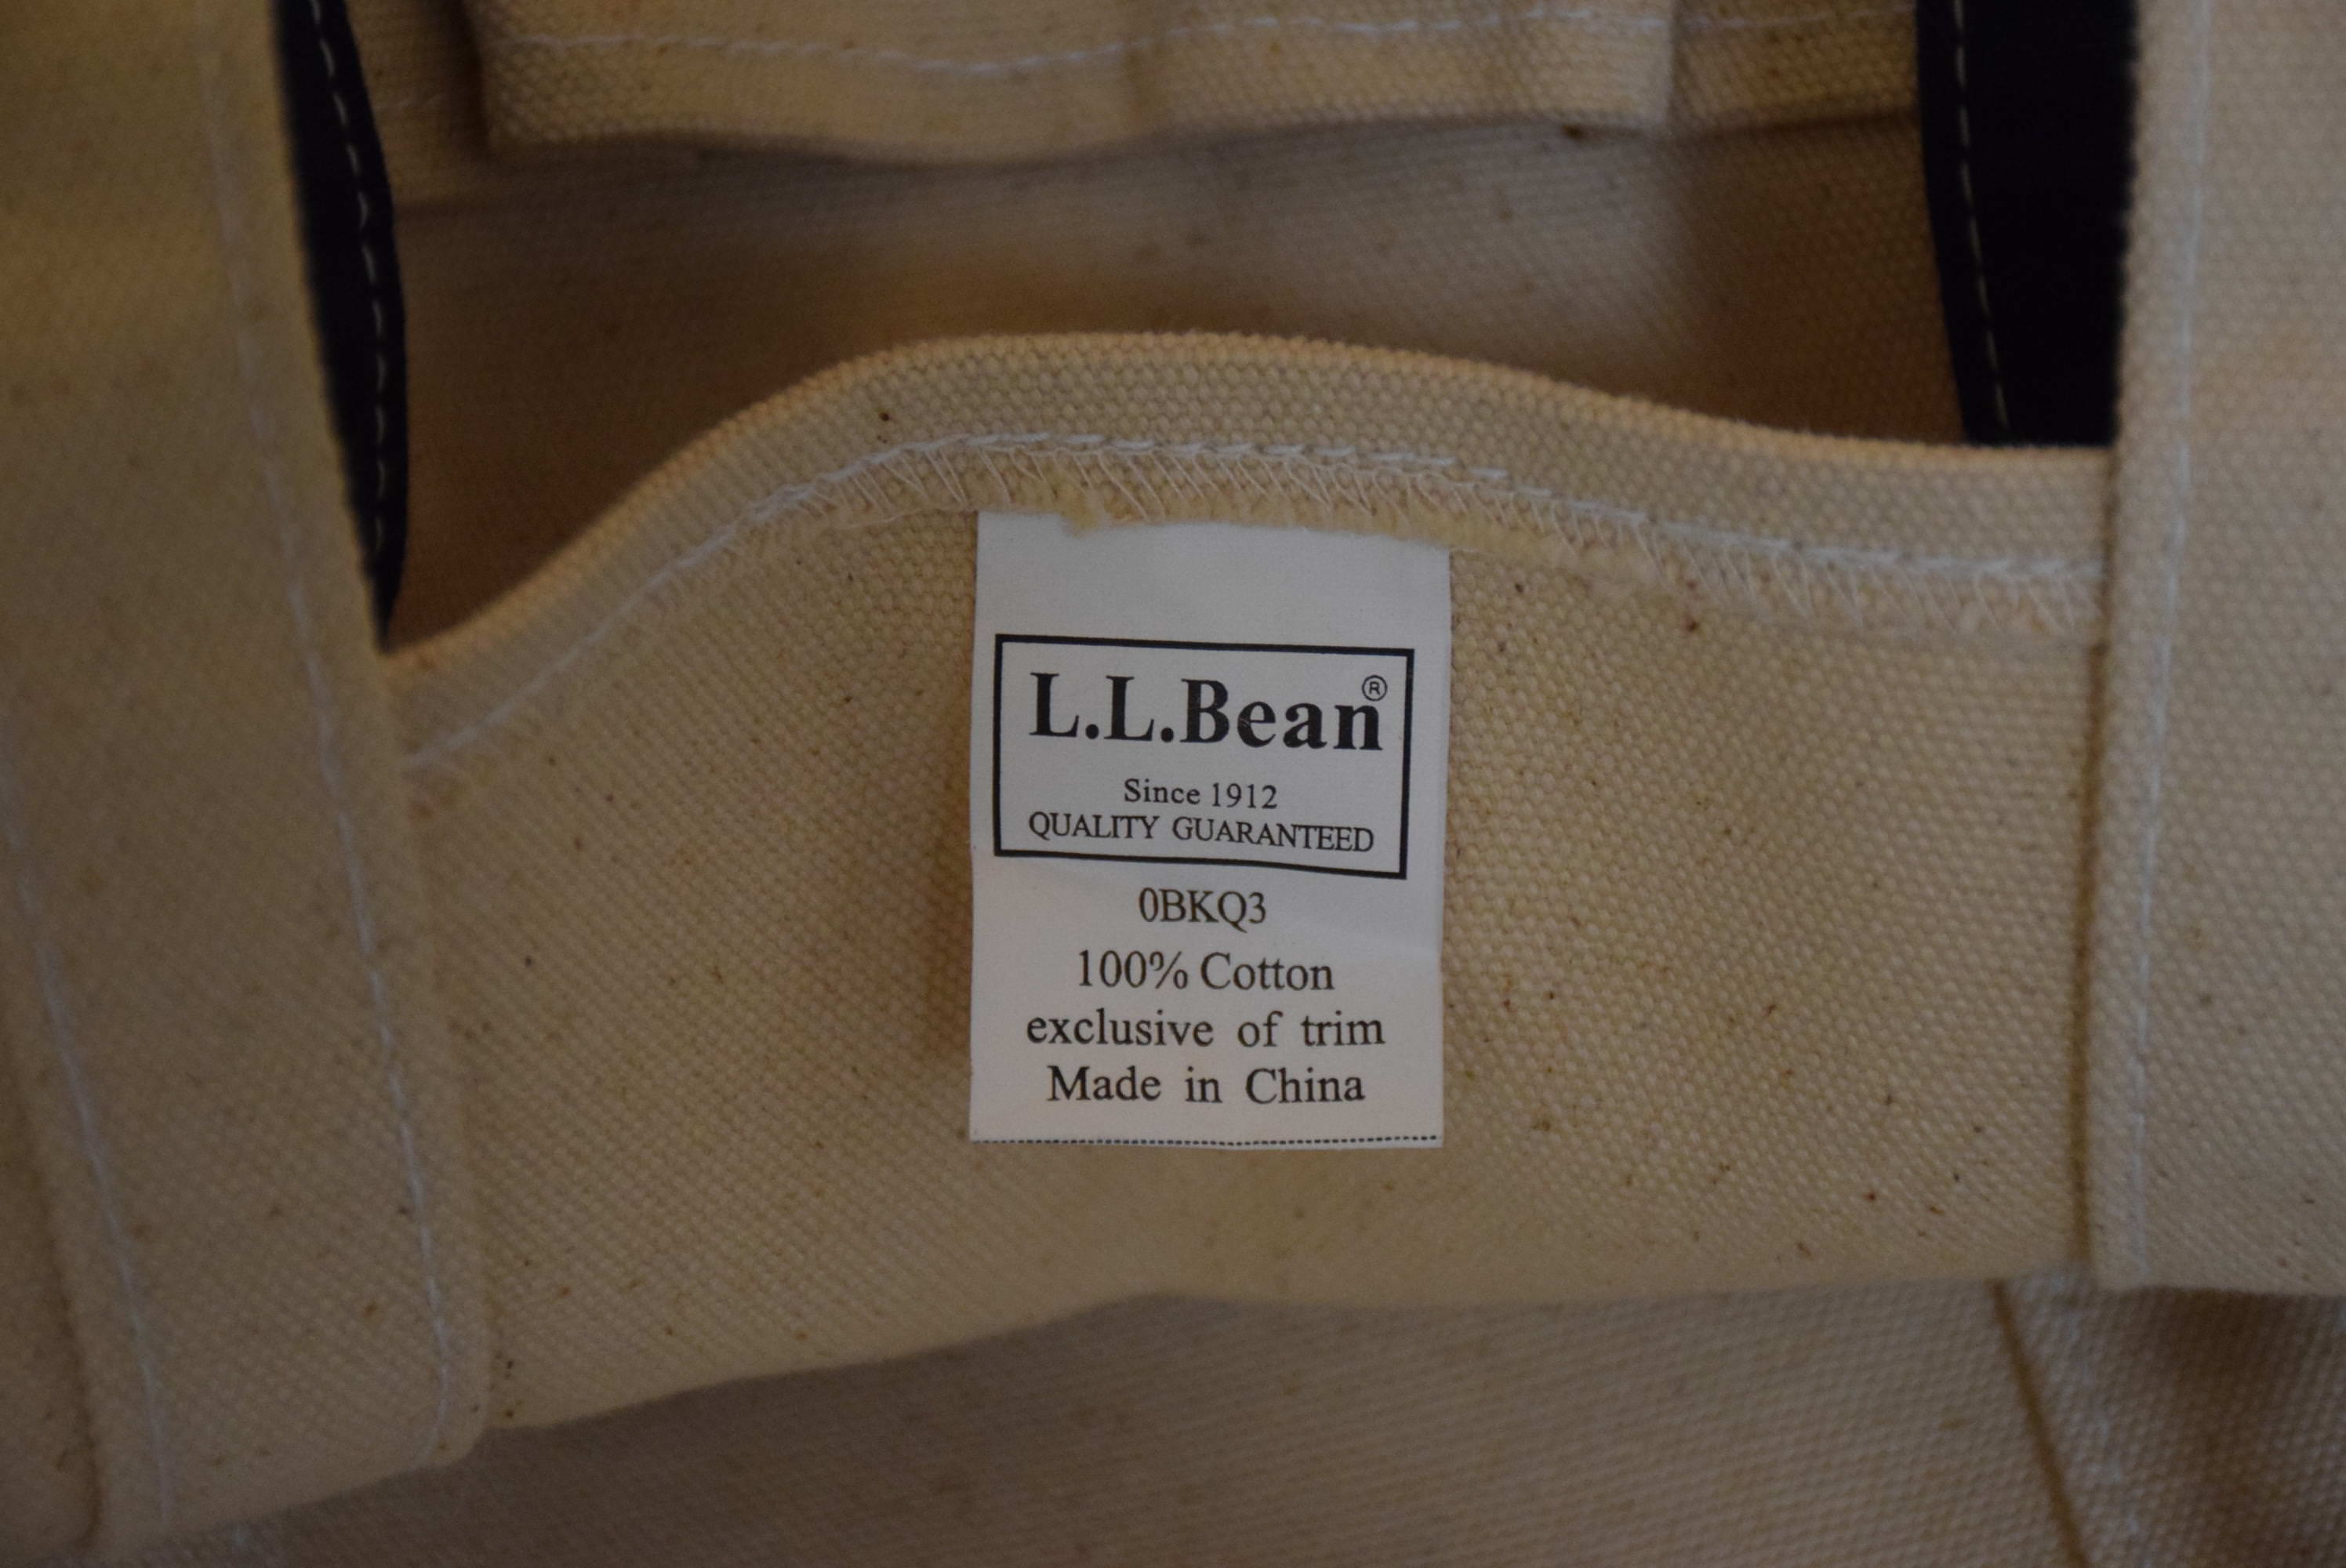 L.L.Bean®
Since 1912
QUALITY GUARANTEED
0BKQ3
100% Cotton
exclusive of trim
Made in China